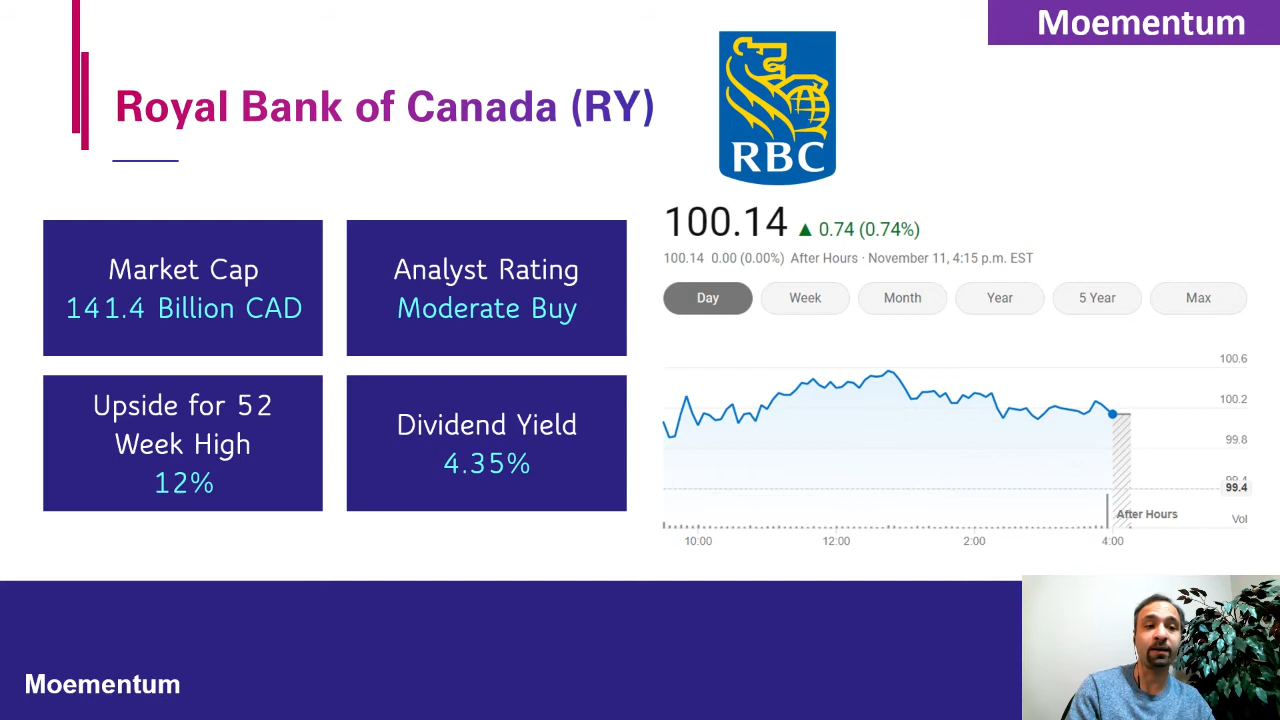 Moementum
Royal Bank of Canada (RY)
RBC
Market Cap
141.4 Billion CAD
Analyst Rating
Moderate Buy
Upside for 52
Week High
12%
Dividend Yield
4.35%
100.14 ▲ 0.74 (0.74%)
100.14 0.00 (0.00%) After Hours · November 11, 4:15 p.m. EST
Day Week Month Year 5 Year Max
100.6
100.2
99.8
99.4
99.4
After Hours
Vol
10:00 12:00 2:00 4:00
Moementum